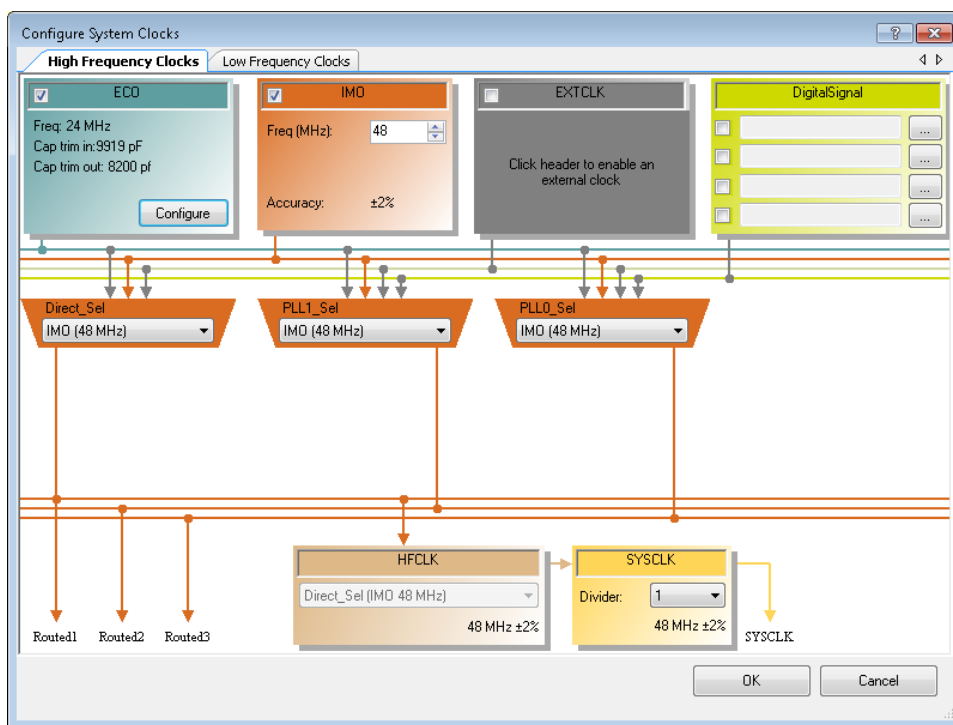 Configure System Clocks
High Frequency Clocks
Low Frequency Clocks
ECO
Freq: 24 MHz
Cap trim in:9919 pF
Cap trim out: 8200 pf
Configure
IMO
Freq (MHz):
48
Accuracy:
±2%
EXTCLK
Click header to enable an
external clock
DigitalSignal
...
...
...
...
Direct_Sel
IMO (48 MHz)
PLL1_Sel
IMO (48 MHz)
PLL0_Sel
IMO (48 MHz)
HFCLK
Direct_Sel (IMO 48 MHz)
48 MHz ±2%
SYSCLK
Divider:
1
48 MHz ±2%
Routed1
Routed2
Routed3
SYSCLK
OK
Cancel